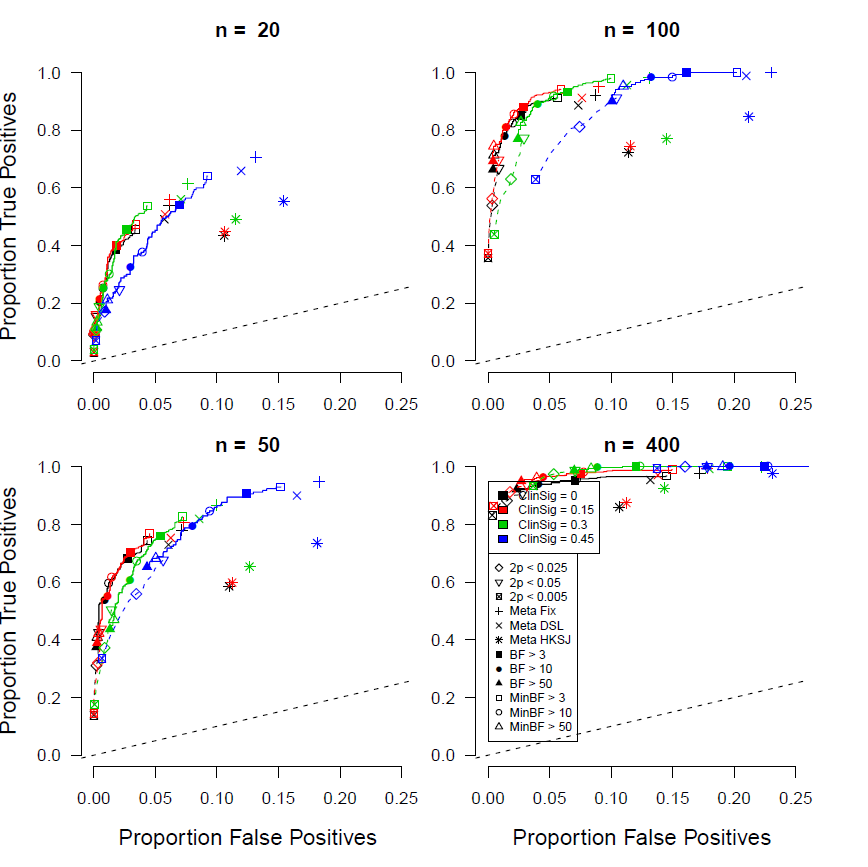 n = 20
Proportion True Positives
1.0
0.8
0.6
0.4
0.2
0.0
0.00 0.05 0.10 0.15 0.20 0.25
n = 100
1.0
0.8
0.6
0.4
0.2
0.0
0.00 0.05 0.10 0.15 0.20 0.25
n = 50
Proportion True Positives
1.0
0.8
0.6
0.4
0.2
0.0
0.00 0.05 0.10 0.15 0.20 0.25
Proportion False Positives
n = 400
1.0
0.8
0.6
0.4
0.2
0.0
ClinSig = 0
ClinSig = 0.15
ClinSig = 0.3
ClinSig = 0.45
2p < 0.025
2p < 0.05
2p < 0.005
Meta Fix
Meta DSL
Meta HKSJ
BF > 3
BF > 10
BF > 50
MinBF > 3
MinBF > 10
MinBF > 50
0.00 0.05 0.10 0.15 0.20 0.25
Proportion False Positives